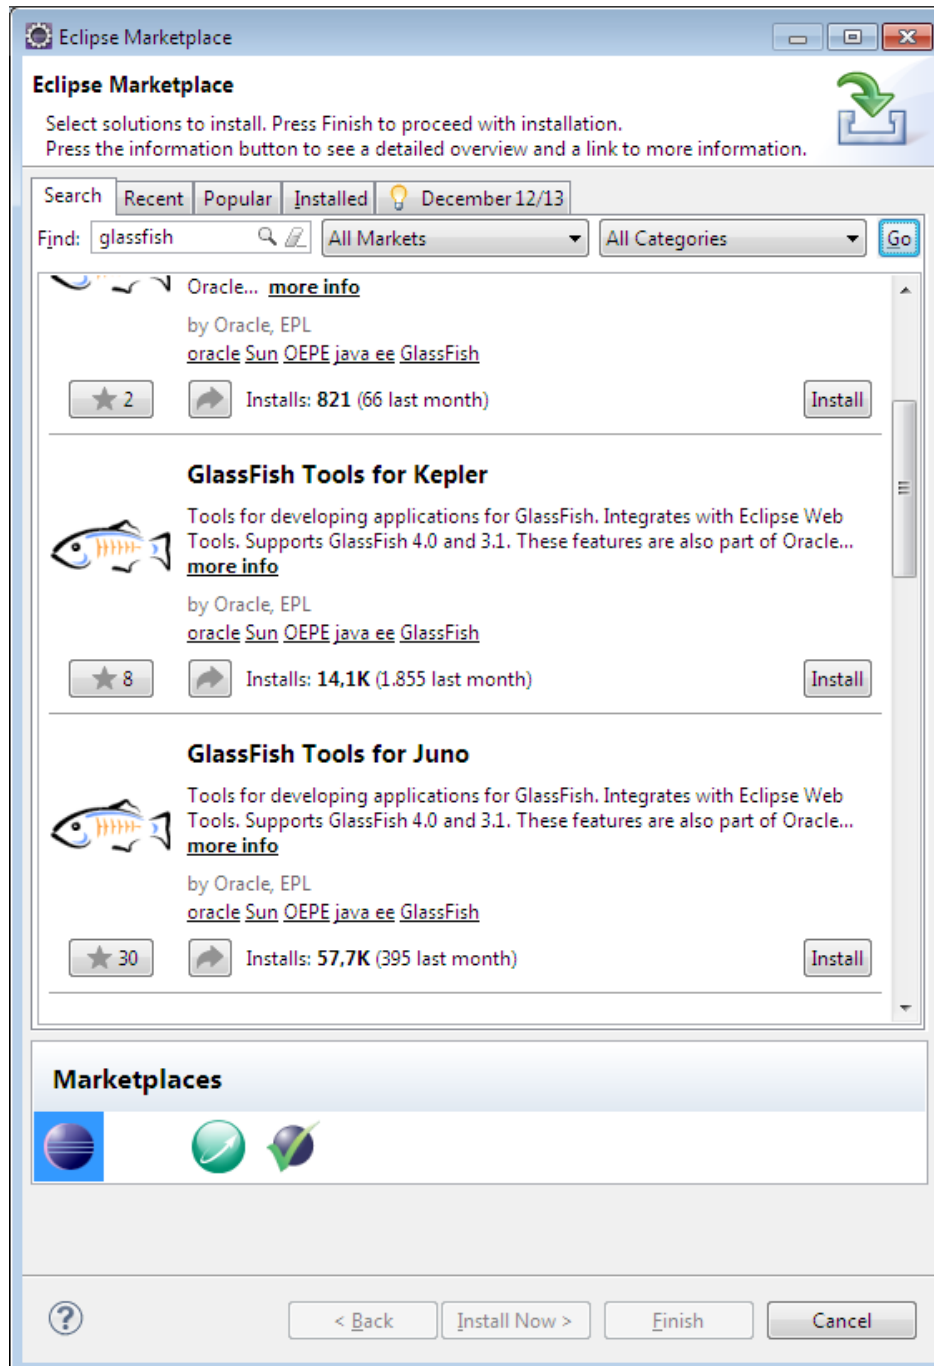 Eclipse Marketplace
Eclipse Marketplace
Select solutions to install. Press Finish to proceed with installation.
Press the information button to see a detailed overview and a link to more information.
Search Recent Popular Installed December 12/13
Find: glassfish All Markets All Categories Go
Oracle... more info
by Oracle, EPL
oracle Sun OEPE java ee GlassFish
2 Installs: 821 (66 last month) Install
GlassFish Tools for Kepler
Tools for developing applications for GlassFish. Integrates with Eclipse Web
Tools. Supports GlassFish 4.0 and 3.1. These features are also part of Oracle...
more info
by Oracle, EPL
oracle Sun OEPE java ee GlassFish
8 Installs: 14,1K (1.855 last month) Install
GlassFish Tools for Juno
Tools for developing applications for GlassFish. Integrates with Eclipse Web
Tools. Supports GlassFish 4.0 and 3.1. These features are also part of Oracle...
more info
by Oracle, EPL
oracle Sun OEPE java ee GlassFish
30 Installs: 57,7K (395 last month) Install
Marketplaces
? < Back Install Now > Finish Cancel